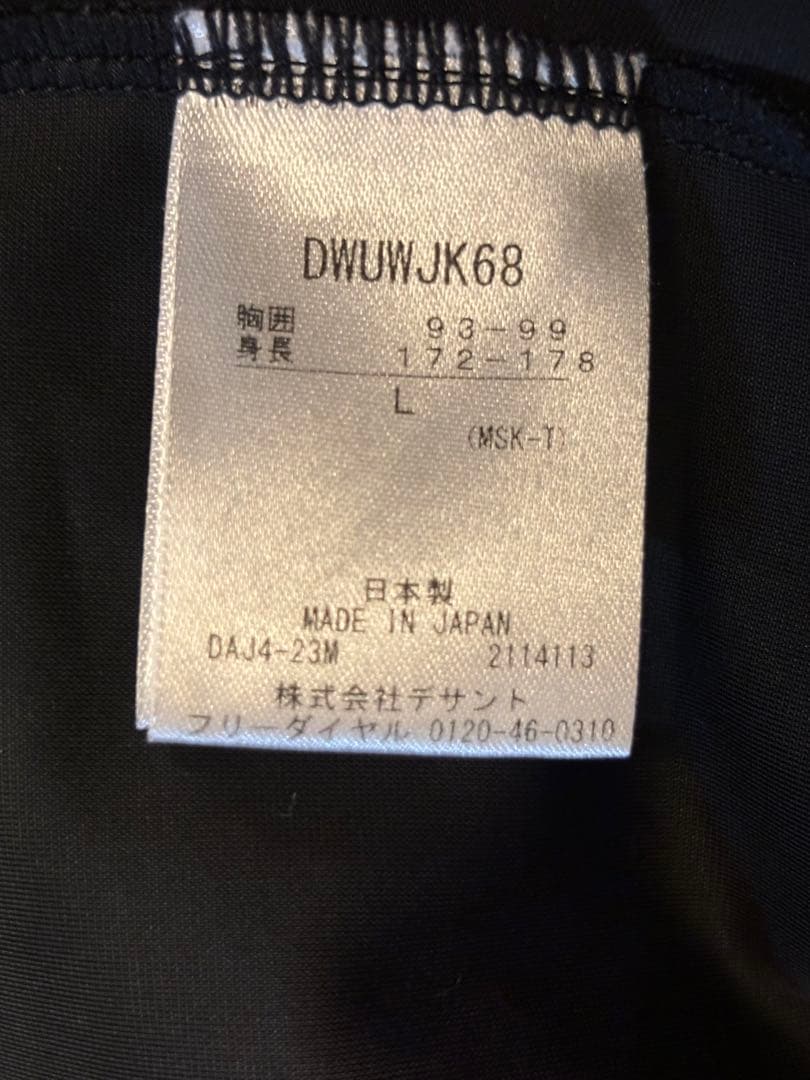 DWUWJK68
胸囲 93-99
身長 172-178
L
(MSK-T)
日本製
MADE IN JAPAN
DAJ4-23M 2114113
株式会社デサント
フリーダイヤル 0120-46-0310